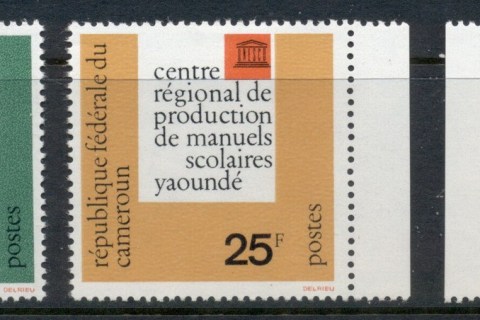 postes
DELRIEU
république fédérale du
cameroun
centre
régional de
production
de manuels
scolaires
yaoundé
25F
postes
DELRIEU